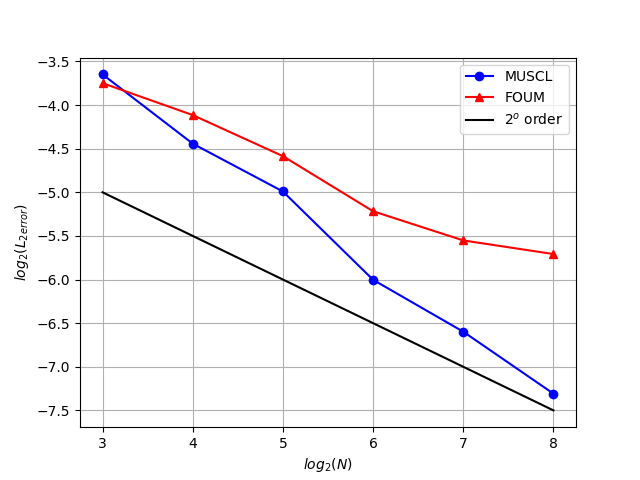 MUSCL
FOUM
2ᵒ order
−3.5
−4.0
−4.5
−5.0
−5.5
−6.0
−6.5
−7.0
−7.5
log₂(L₂ₑᵣᵣₒᵣ)
3 4 5 6 7 8
log₂(N)